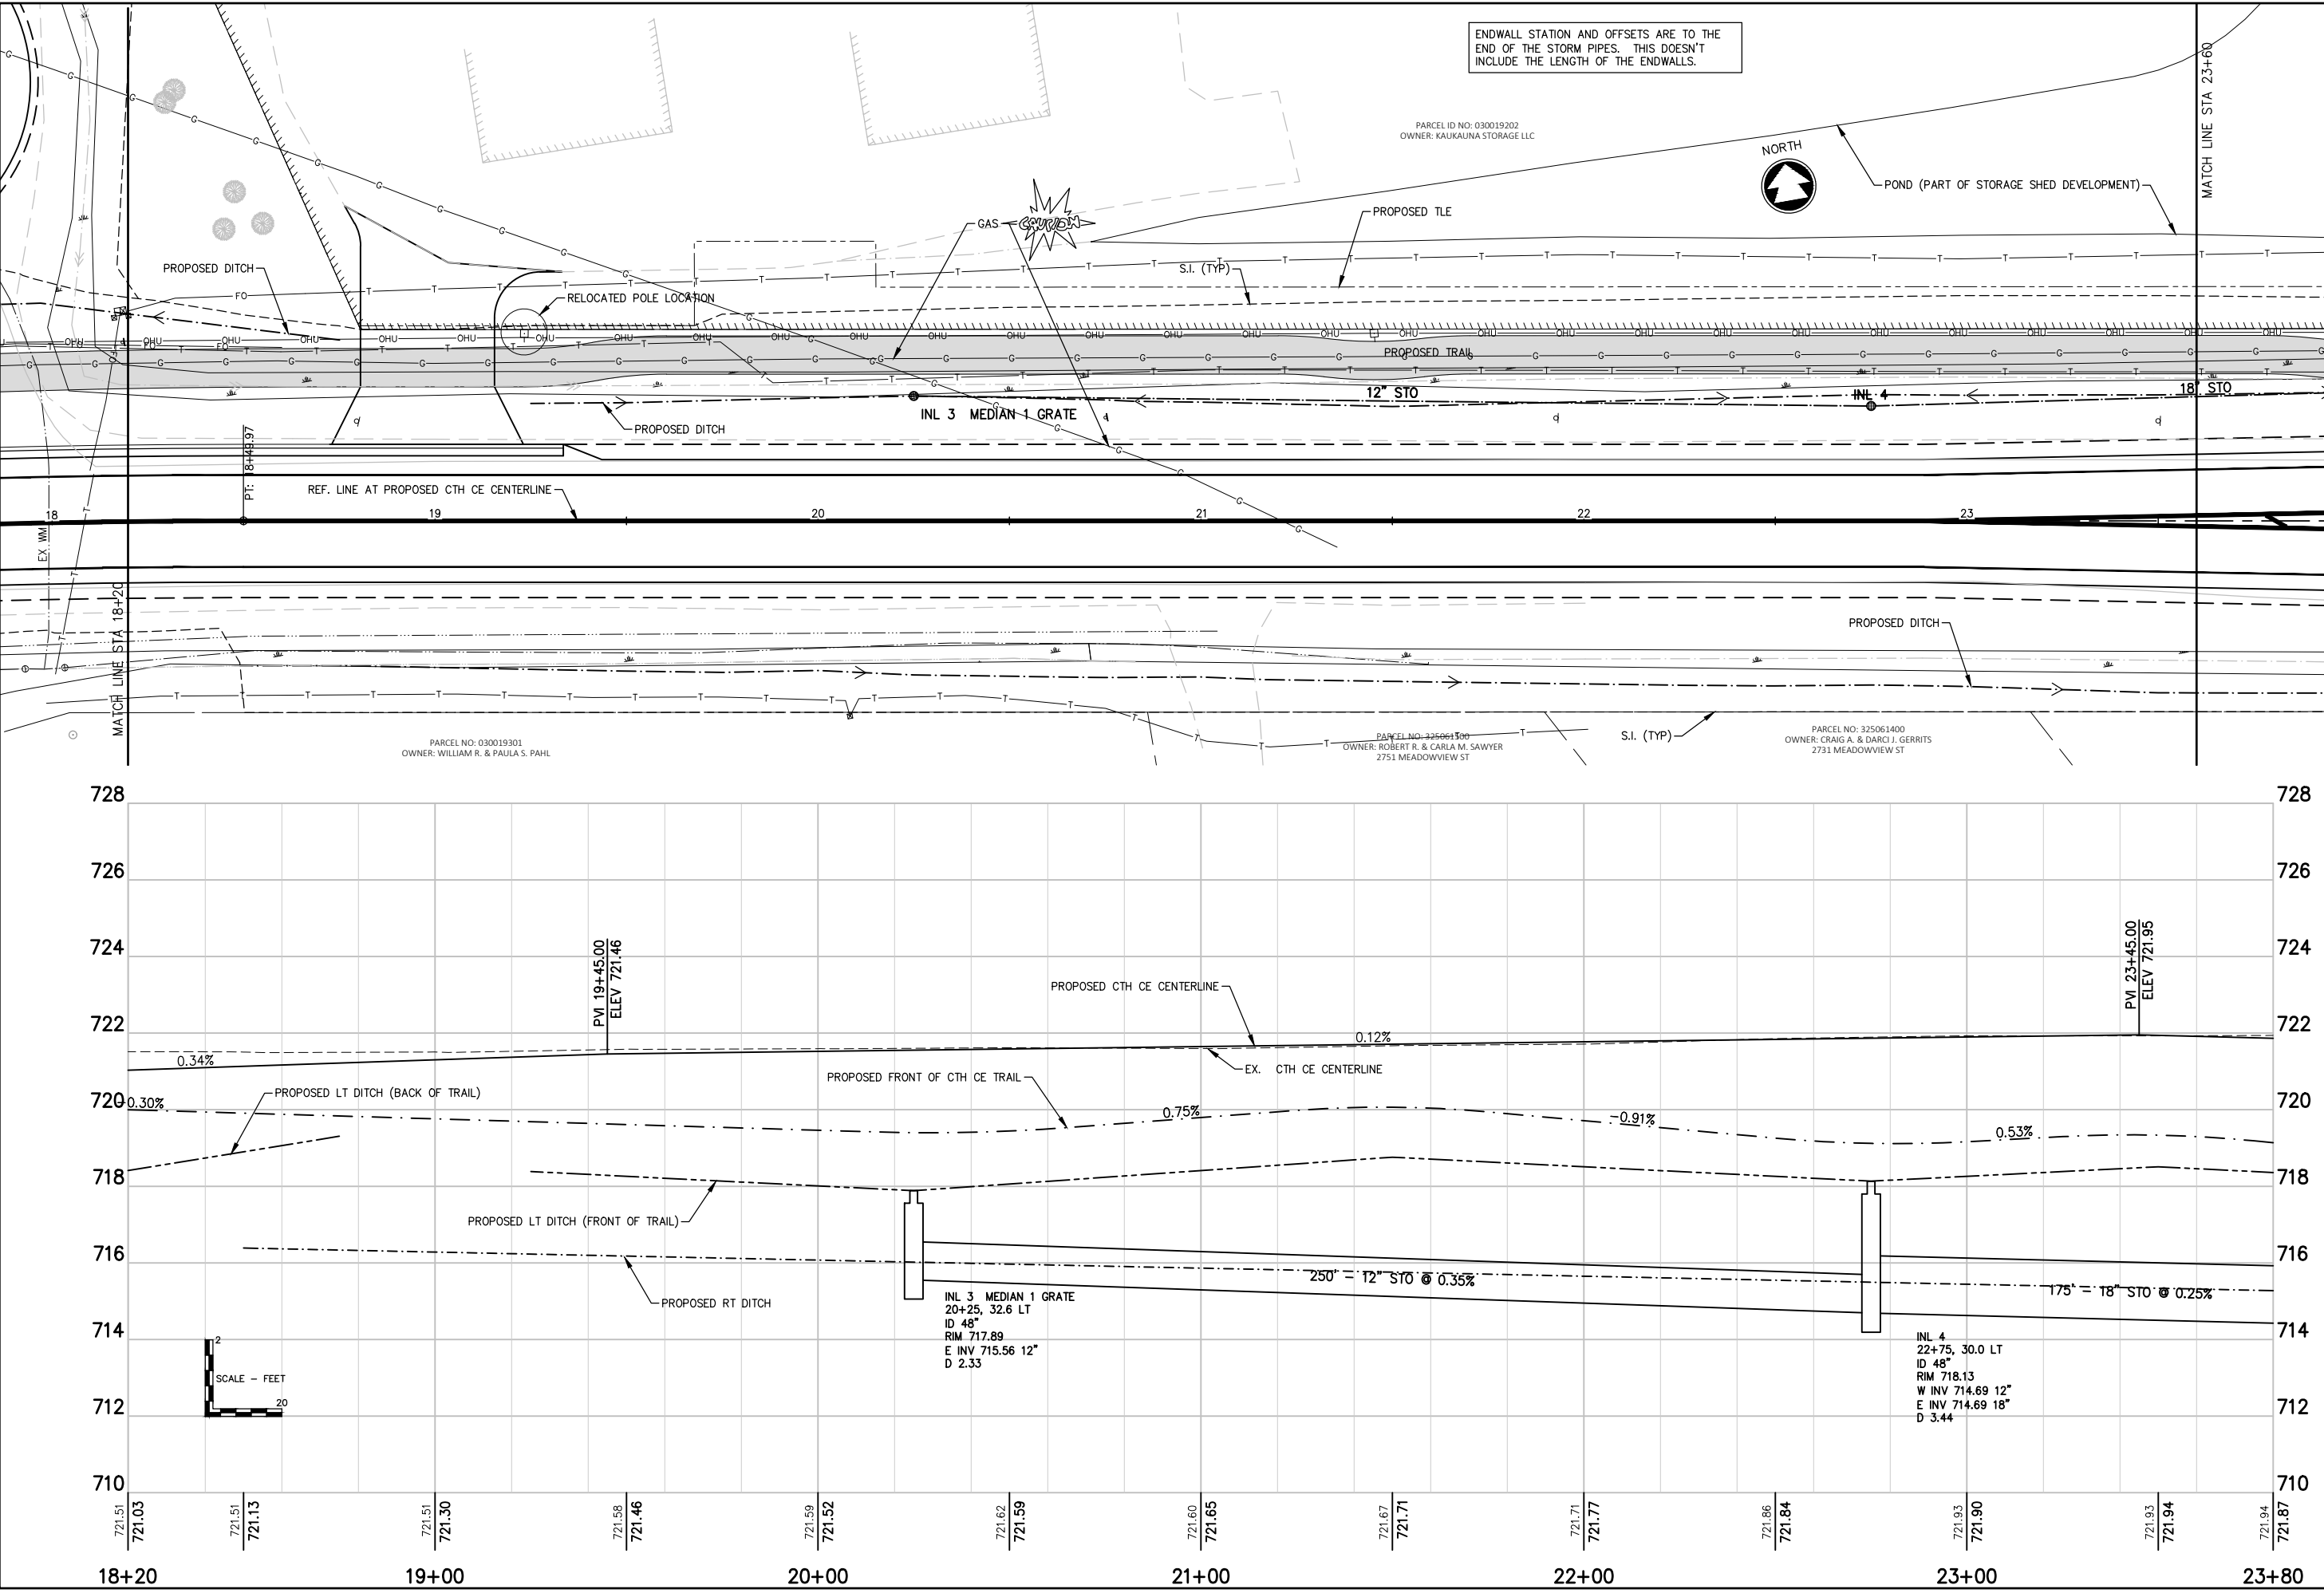 ENDWALL STATION AND OFFSETS ARE TO THE
END OF THE STORM PIPES. THIS DOESN'T
INCLUDE THE LENGTH OF THE ENDWALLS.
MATCH LINE STA 23+60
PARCEL ID NO: 030019202
OWNER: KAUKAUNA STORAGE LLC
NORTH
POND (PART OF STORAGE SHED DEVELOPMENT)
GAS
CAUTION
PROPOSED TLE
S.I. (TYP)
PROPOSED DITCH
FO
RELOCATED POLE LOCATION
PROPOSED TRAIL
12" STO
INL 4
18" STO
INL 3 MEDIAN 1 GRATE
PROPOSED DITCH
PT: 18+49.97
REF. LINE AT PROPOSED CTH CE CENTERLINE
18
19
20
21
22
23
EX WM
MATCH LINE STA 18+20
PROPOSED DITCH
S.I. (TYP)
PARCEL NO: 030019301
OWNER: WILLIAM R. & PAULA S. PAHL
PARCEL NO: 325061300
OWNER: ROBERT R. & CARLA M. SAWYER
2751 MEADOWVIEW ST
PARCEL NO: 325061400
OWNER: CRAIG A. & DARCI J. GERRITS
2731 MEADOWVIEW ST
728 728
726 726
724 724
722 722
720 720
718 718
716 716
714 714
712 712
710 710
PVI 19+45.00
ELEV 721.46
PVI 23+45.00
ELEV 721.95
PROPOSED CTH CE CENTERLINE
0.34%
0.12%
EX. CTH CE CENTERLINE
PROPOSED FRONT OF CTH CE TRAIL
PROPOSED LT DITCH (BACK OF TRAIL)
-0.30%
0.75%
-0.91%
0.53%
PROPOSED LT DITCH (FRONT OF TRAIL)
PROPOSED RT DITCH
250' - 12" STO @ 0.35%
175' - 18" STO @ 0.25%
INL 3 MEDIAN 1 GRATE
20+25, 32.6 LT
ID 48"
RIM 717.89
E INV 715.56 12"
D 2.33
INL 4
22+75, 30.0 LT
ID 48"
RIM 718.13
W INV 714.69 12"
E INV 714.69 18"
D 3.44
2
SCALE - FEET
20
721.51 721.03
721.51 721.13
721.51 721.30
721.58 721.46
721.59 721.52
721.62 721.59
721.60 721.65
721.67 721.71
721.71 721.77
721.86 721.84
721.93 721.90
721.93 721.94
721.94 721.87
18+20 19+00 20+00 21+00 22+00 23+00 23+80